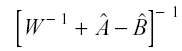 [W⁻¹ + Â − B̂]⁻¹